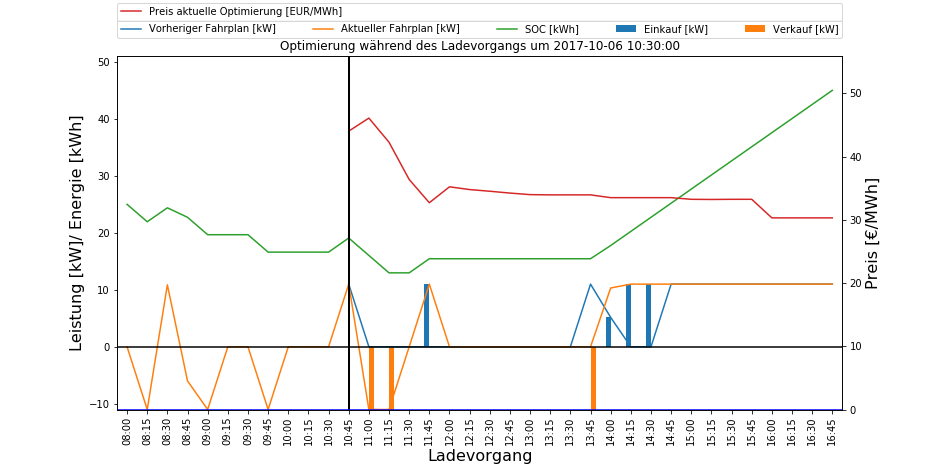 Preis aktuelle Optimierung [EUR/MWh]
Vorheriger Fahrplan [kW] Aktueller Fahrplan [kW] SOC [kWh] Einkauf [kW] Verkauf [kW]
Optimierung während des Ladevorgangs um 2017-10-06 10:30:00
Leistung [kW]/ Energie [kWh]
50
40
30
20
10
0
−10
Preis [€/MWh]
50
40
30
20
10
0
08:00 08:15 08:30 08:45 09:00 09:15 09:30 09:45 10:00 10:15 10:30 10:45 11:00 11:15 11:30 11:45 12:00 12:15 12:30 12:45 13:00 13:15 13:30 13:45 14:00 14:15 14:30 14:45 15:00 15:15 15:30 15:45 16:00 16:15 16:30 16:45
Ladevorgang